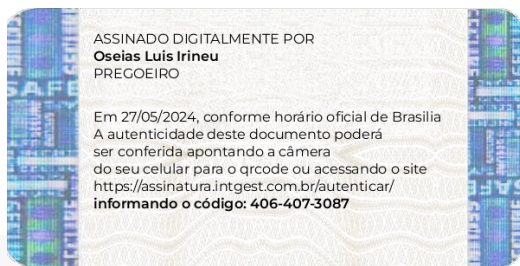 ASSINADO DIGITALMENTE POR
Oseias Luis Irineu
PREGOEIRO
Em 27/05/2024, conforme horário oficial de Brasilia
A autenticidade deste documento poderá
ser conferida apontando a câmera
do seu celular para o qrcode ou acessando o site
https://assinatura.intgest.com.br/autenticar/
informando o código: 406-407-3087